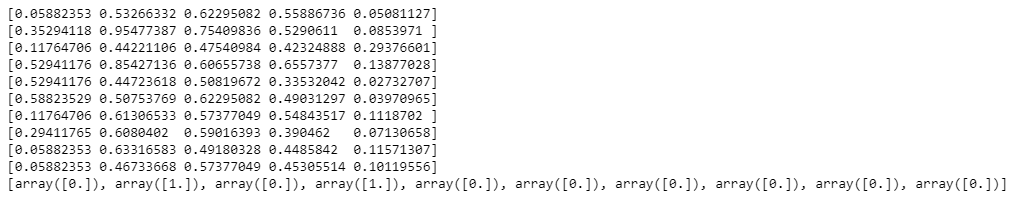 [0.05882353 0.53266332 0.62295082 0.55886736 0.05081127]
[0.35294118 0.95477387 0.75409836 0.5290611  0.0853971 ]
[0.11764706 0.44221106 0.47540984 0.42324888 0.29376601]
[0.52941176 0.85427136 0.60655738 0.6557377  0.13877028]
[0.52941176 0.44723618 0.50819672 0.33532042 0.02732707]
[0.58823529 0.50753769 0.62295082 0.49031297 0.03970965]
[0.11764706 0.61306533 0.57377049 0.54843517 0.1118702 ]
[0.29411765 0.6080402  0.59016393 0.390462   0.07130658]
[0.05882353 0.63316583 0.49180328 0.4485842  0.11571307]
[0.05882353 0.46733668 0.57377049 0.45305514 0.10119556]
[array([0.]), array([1.]), array([0.]), array([1.]), array([0.]), array([0.]), array([0.]), array([0.]), array([0.]), array([0.])]